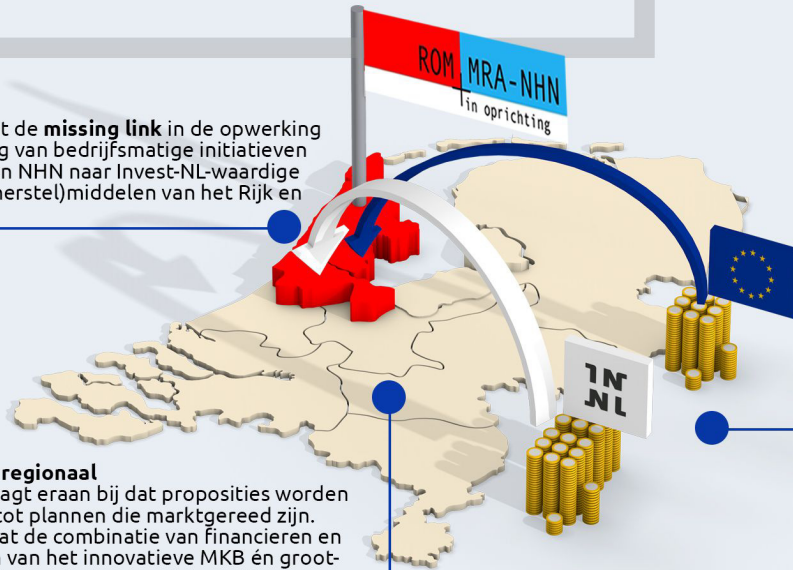 ROM MRA-NHN
in oprichting
t de missing link in de opwerking
g van bedrijfsmatige initiatieven
n NHN naar Invest-NL-waardige
herstel)middelen van het Rijk en
IN
NL
regionaal
agt eraan bij dat proposities worden
tot plannen die marktgereed zijn.
at de combinatie van financieren en
n van het innovatieve MKB én groot-